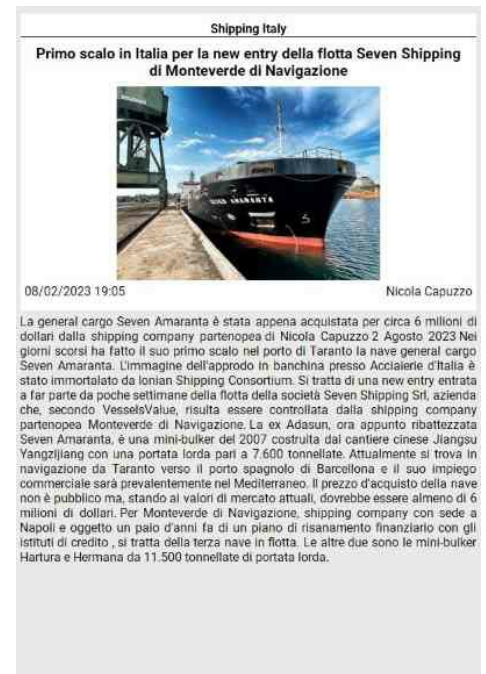 Shipping Italy
Primo scalo in Italia per la new entry della flotta Seven Shipping
di Monteverde di Navigazione
SEVEN AMARANTA
08/02/2023 19:05
Nicola Capuzzo
La general cargo Seven Amaranta è stata appena acquistata per circa 6 milioni di
dollari dalla shipping company partenopea di Nicola Capuzzo 2 Agosto 2023 Nei
giorni scorsi ha fatto il suo primo scalo nel porto di Taranto la nave general cargo
Seven Amaranta. L'immagine dell'approdo in banchina presso Acciaierie d'Italia è
stato immortalato da Ionian Shipping Consortium. Si tratta di una new entry entrata
a far parte da poche settimane della flotta della società Seven Shipping Srl, azienda
che, secondo VesselsValue, risulta essere controllata dalla shipping company
partenopea Monteverde di Navigazione. La ex Adasun, ora appunto ribattezzata
Seven Amaranta, è una mini-bulker del 2007 costruita dal cantiere cinese Jiangsu
Yangzijiang con una portata lorda pari a 7.600 tonnellate. Attualmente si trova in
navigazione da Taranto verso il porto spagnolo di Barcellona e il suo impiego
commerciale sarà prevalentemente nel Mediterraneo. Il prezzo d'acquisto della nave
non è pubblico ma, stando ai valori di mercato attuali, dovrebbe essere almeno di 6
milioni di dollari. Per Monteverde di Navigazione, shipping company con sede a
Napoli e oggetto un paio d'anni fa di un piano di risanamento finanziario con gli
istituti di credito , si tratta della terza nave in flotta. Le altre due sono le mini-bulker
Hartura e Hermana da 11.500 tonnellate di portata lorda.